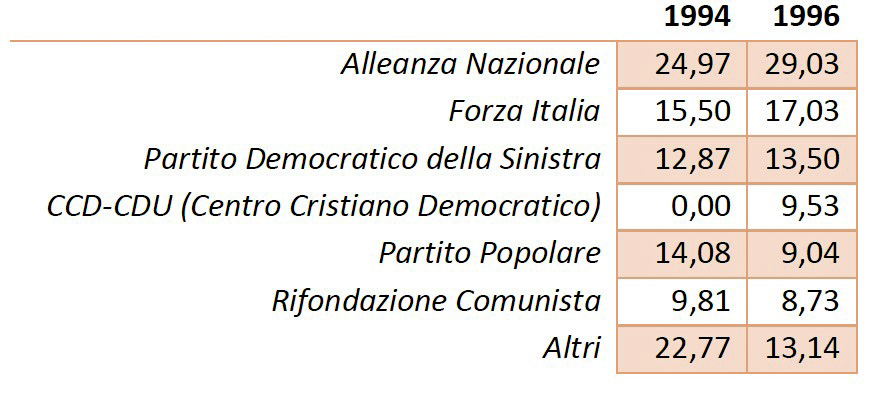 1994 1996
Alleanza Nazionale 24,97 29,03
Forza Italia 15,50 17,03
Partito Democratico della Sinistra 12,87 13,50
CCD-CDU (Centro Cristiano Democratico) 0,00 9,53
Partito Popolare 14,08 9,04
Rifondazione Comunista 9,81 8,73
Altri 22,77 13,14